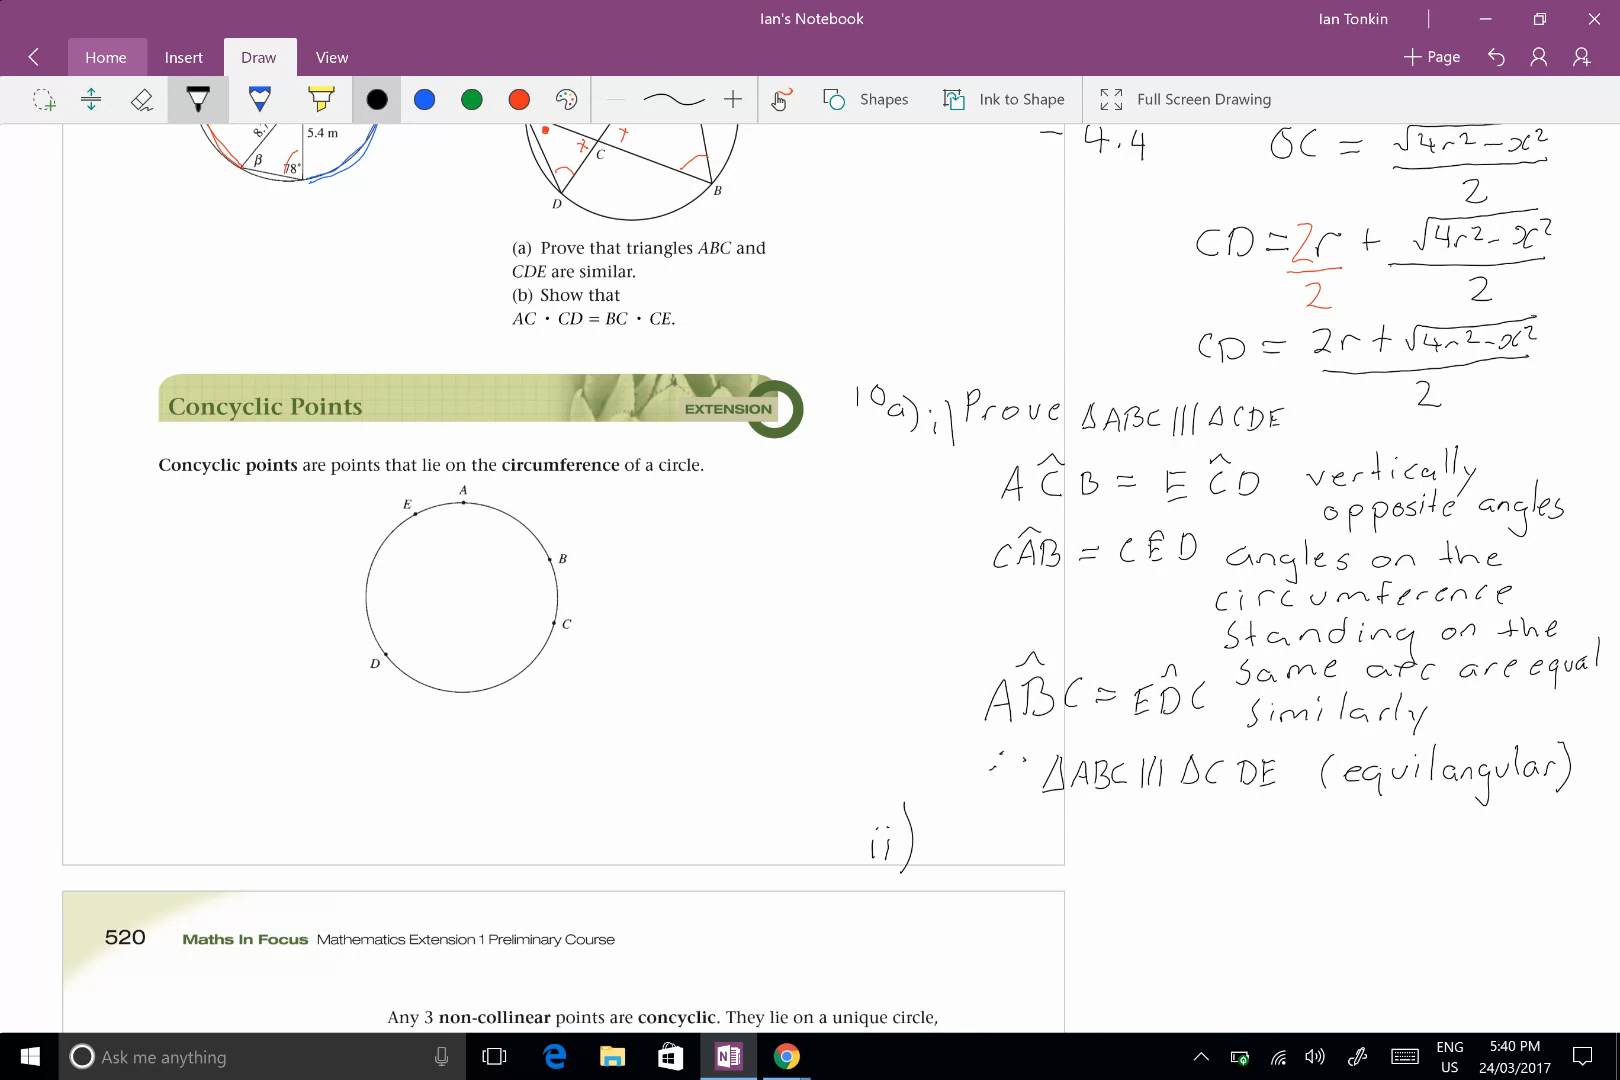 Ian's Notebook
Ian Tonkin
Home Insert Draw View
Page
Shapes Ink to Shape Full Screen Drawing
8.
5.4 m
β 78°
x x
C
B
D
(a) Prove that triangles ABC and
CDE are similar.
(b) Show that
AC · CD = BC · CE.
Concyclic Points
EXTENSION
Concyclic points are points that lie on the circumference of a circle.
A
E
B
C
D
520 Maths In Focus Mathematics Extension 1 Preliminary Course
Any 3 non-collinear points are concyclic. They lie on a unique circle,
= 4.4
OC = √4r²-x² / 2
CD = 2r / 2 + √4r²-x² / 2
CD = 2r + √4r²-x² / 2
10a) i) Prove ΔABC /// ΔCDE
AĈB = EĈD vertically
opposite angles
CÂB = CÊD angles on the
circumference
standing on the
same arc are equal
AB̂C = ED̂C similarly
∴ ΔABC /// ΔCDE (equilangular)
ii)
Ask me anything
ENG
US
5:40 PM
24/03/2017